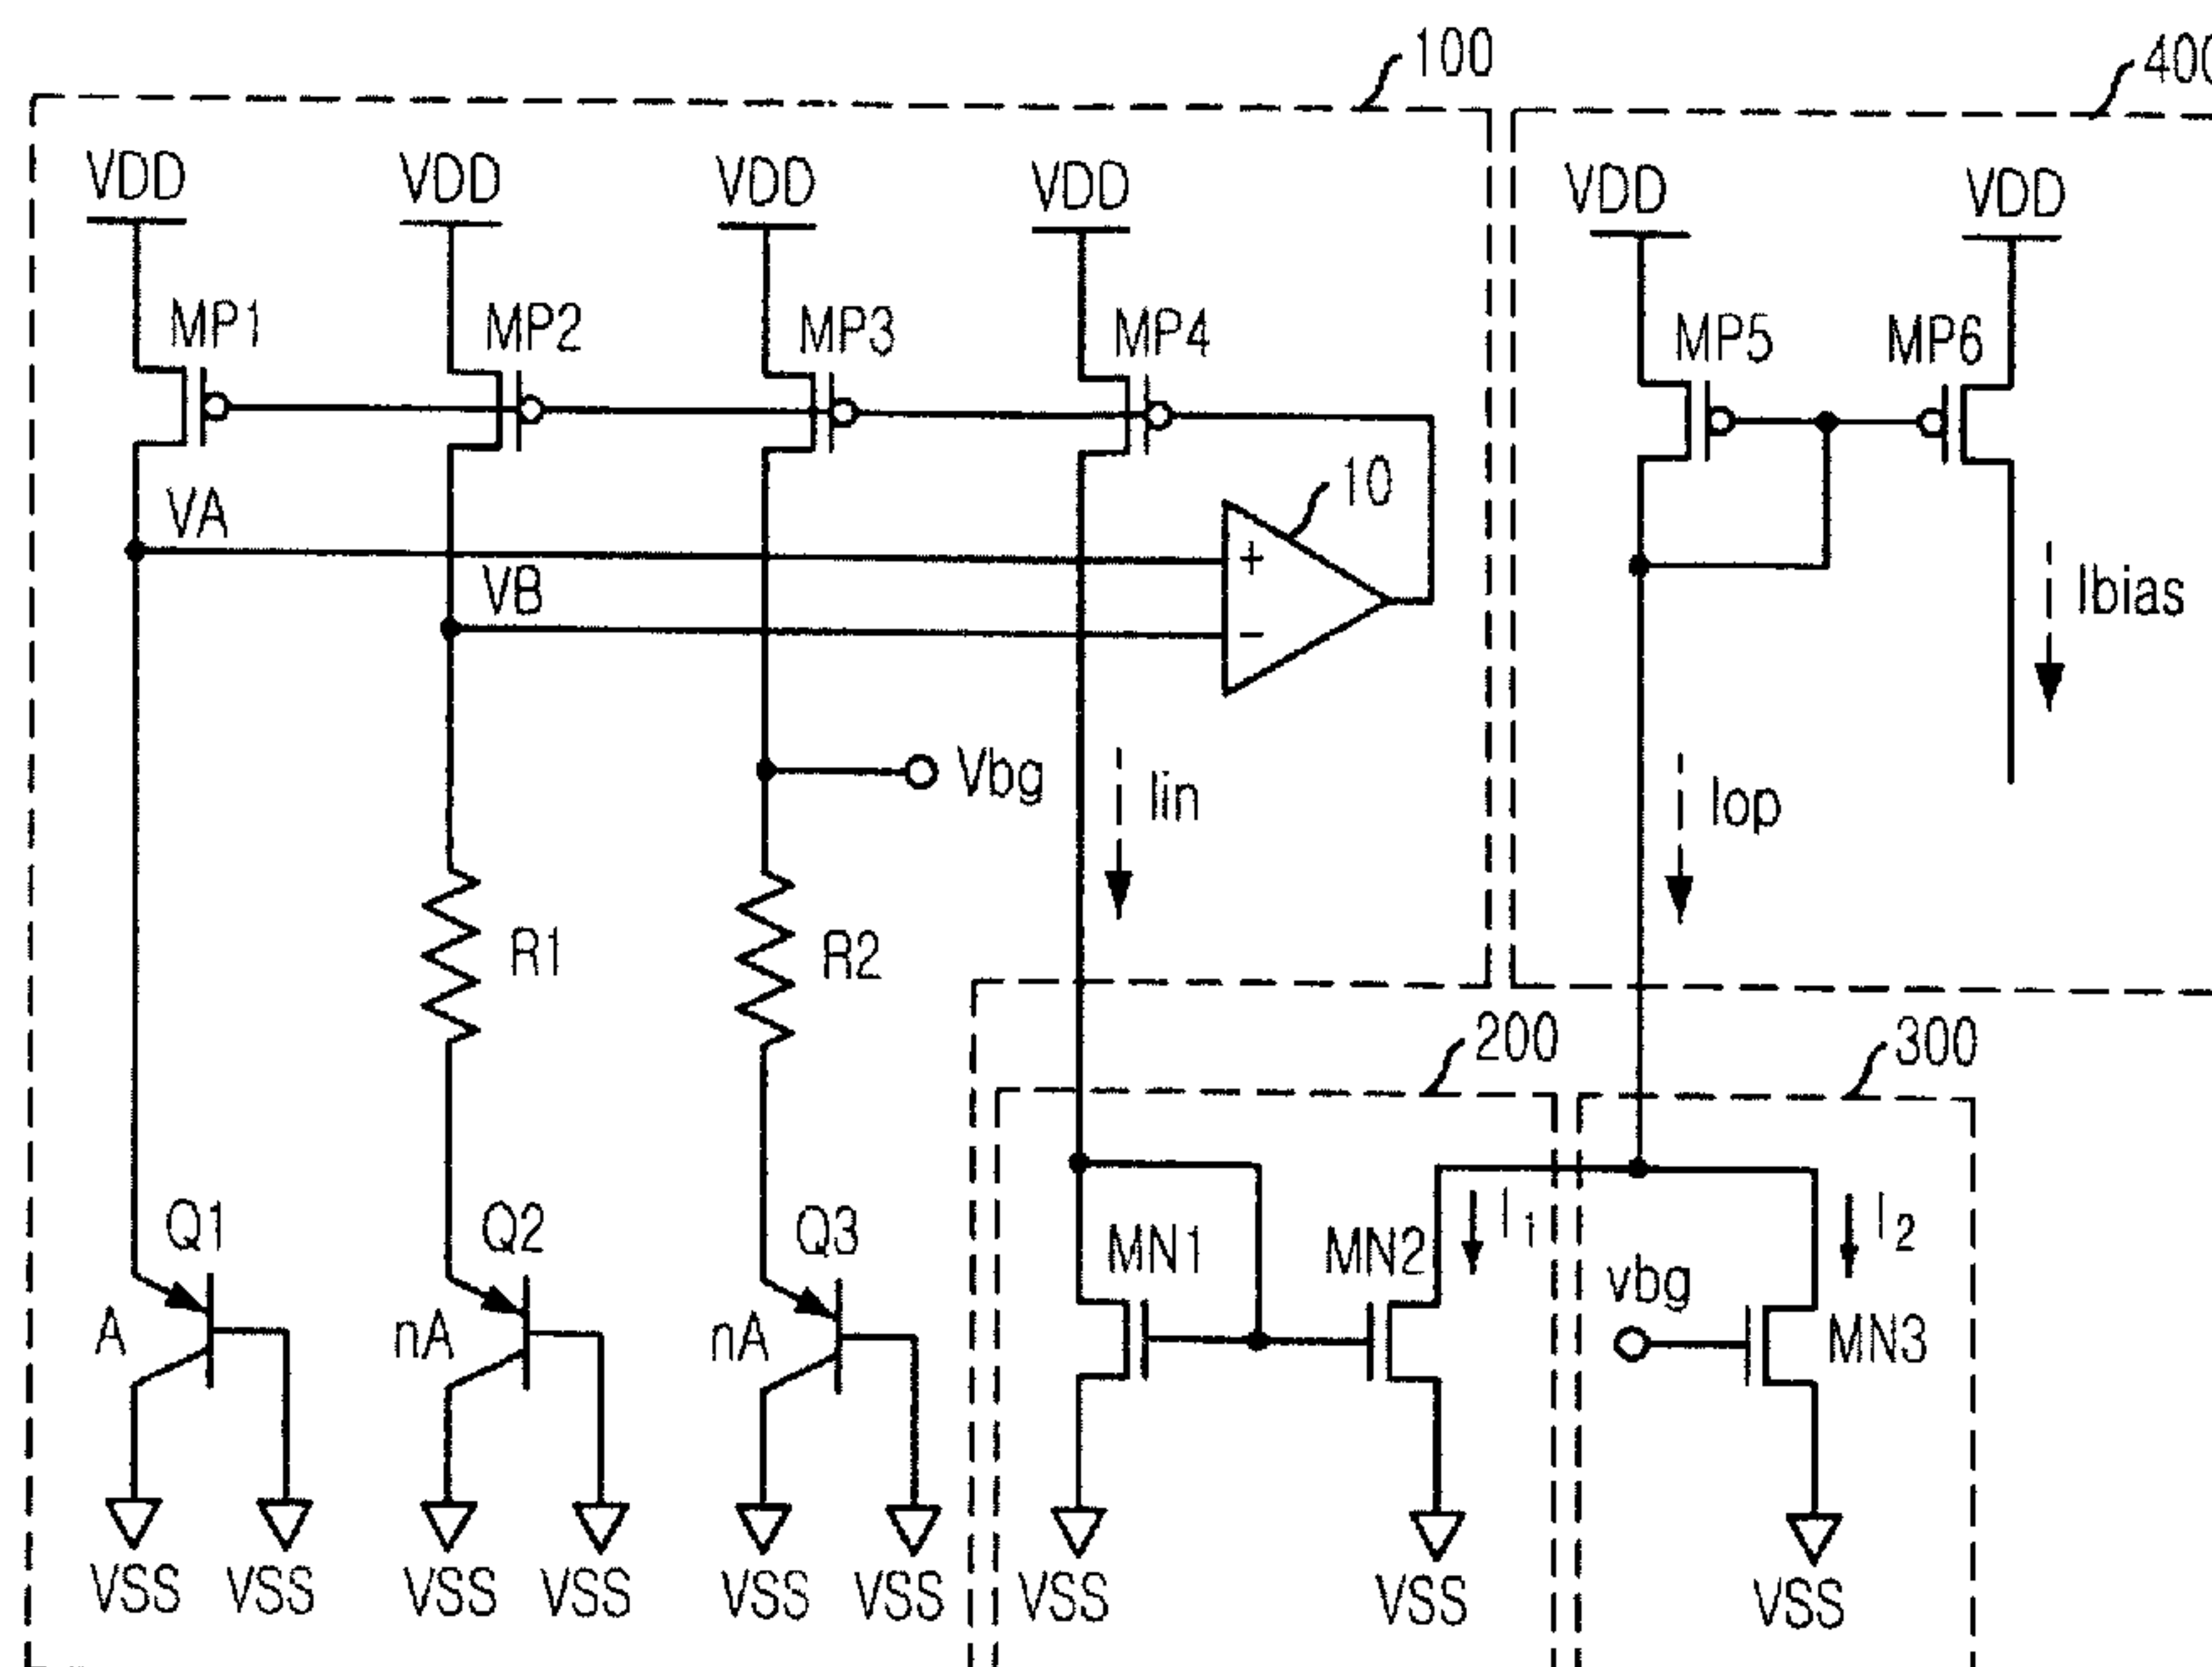 100
400
VDD VDD VDD VDD VDD VDD
MP1 MP2 MP3 MP4 MP5 MP6
VA
10
+
VB
−
Ibias
Vbg
Iin
Iop
R1 R2
200
300
Q1 Q2 Q3
MN1 MN2 I1 I2
vbg
A nA nA MN3
VSS VSS VSS VSS VSS VSS VSS VSS VSS